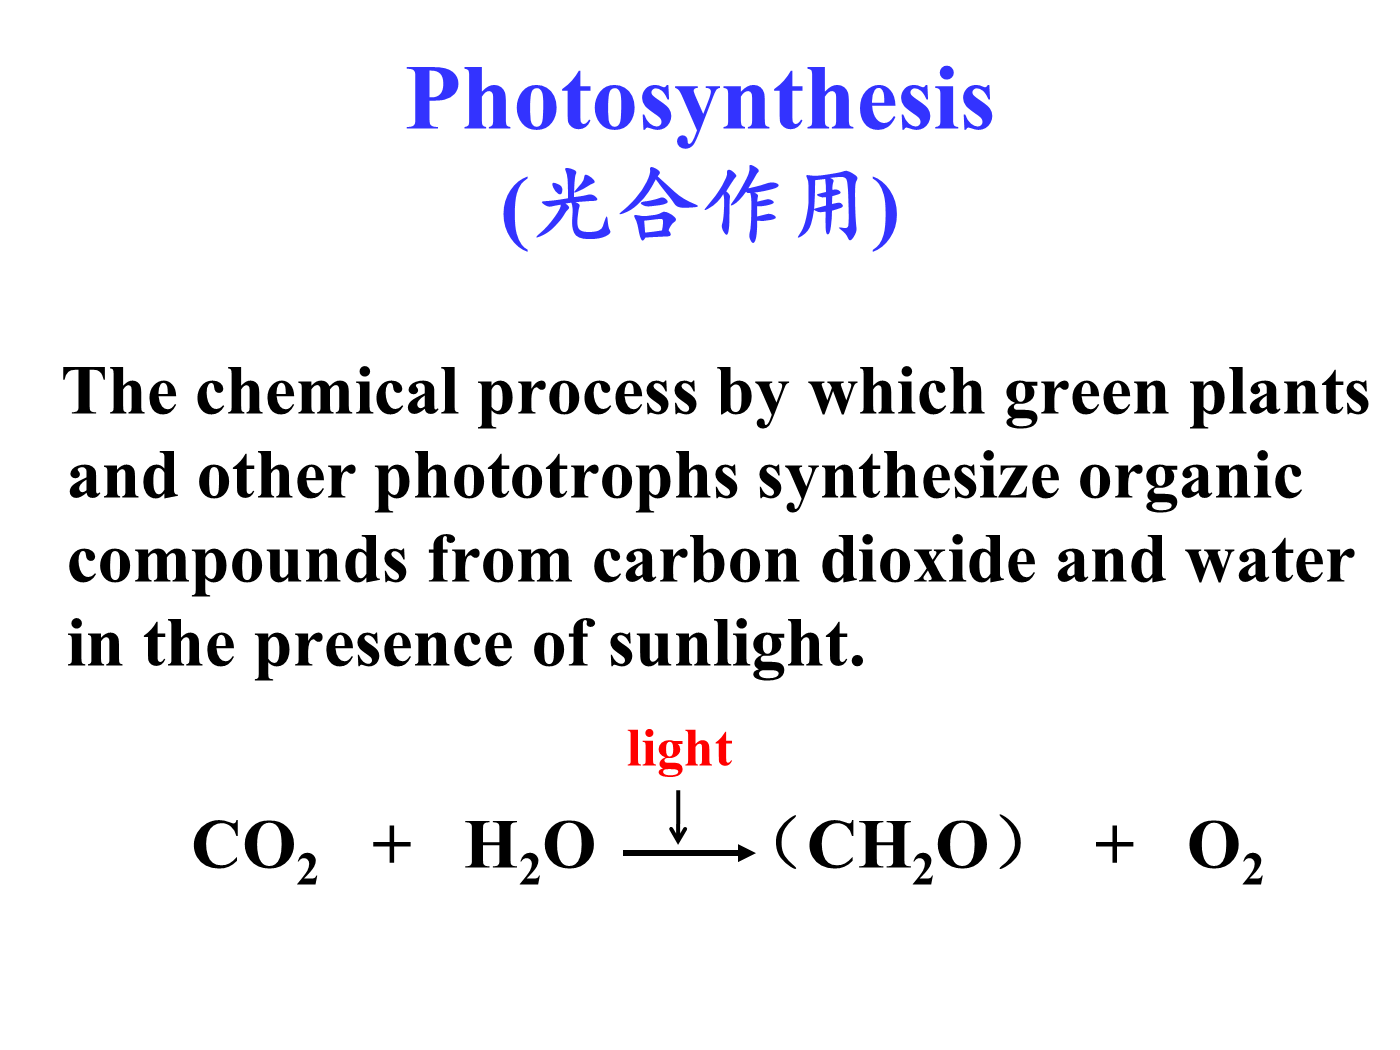 Photosynthesis
(光合作用)
The chemical process by which green plants
and other phototrophs synthesize organic
compounds from carbon dioxide and water
in the presence of sunlight.
light
CO₂ + H₂O ⟶ （CH₂O） + O₂